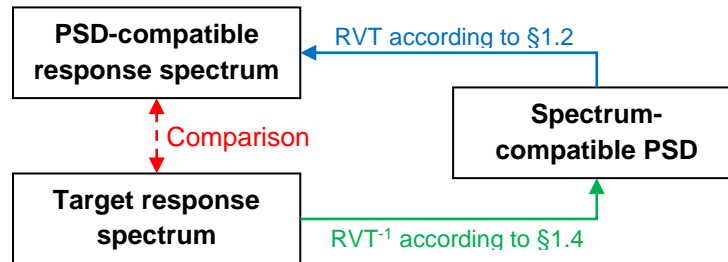 PSD-compatible
response spectrum
RVT according to §1.2
Spectrum-
compatible PSD
Comparison
Target response
spectrum
RVT⁻¹ according to §1.4